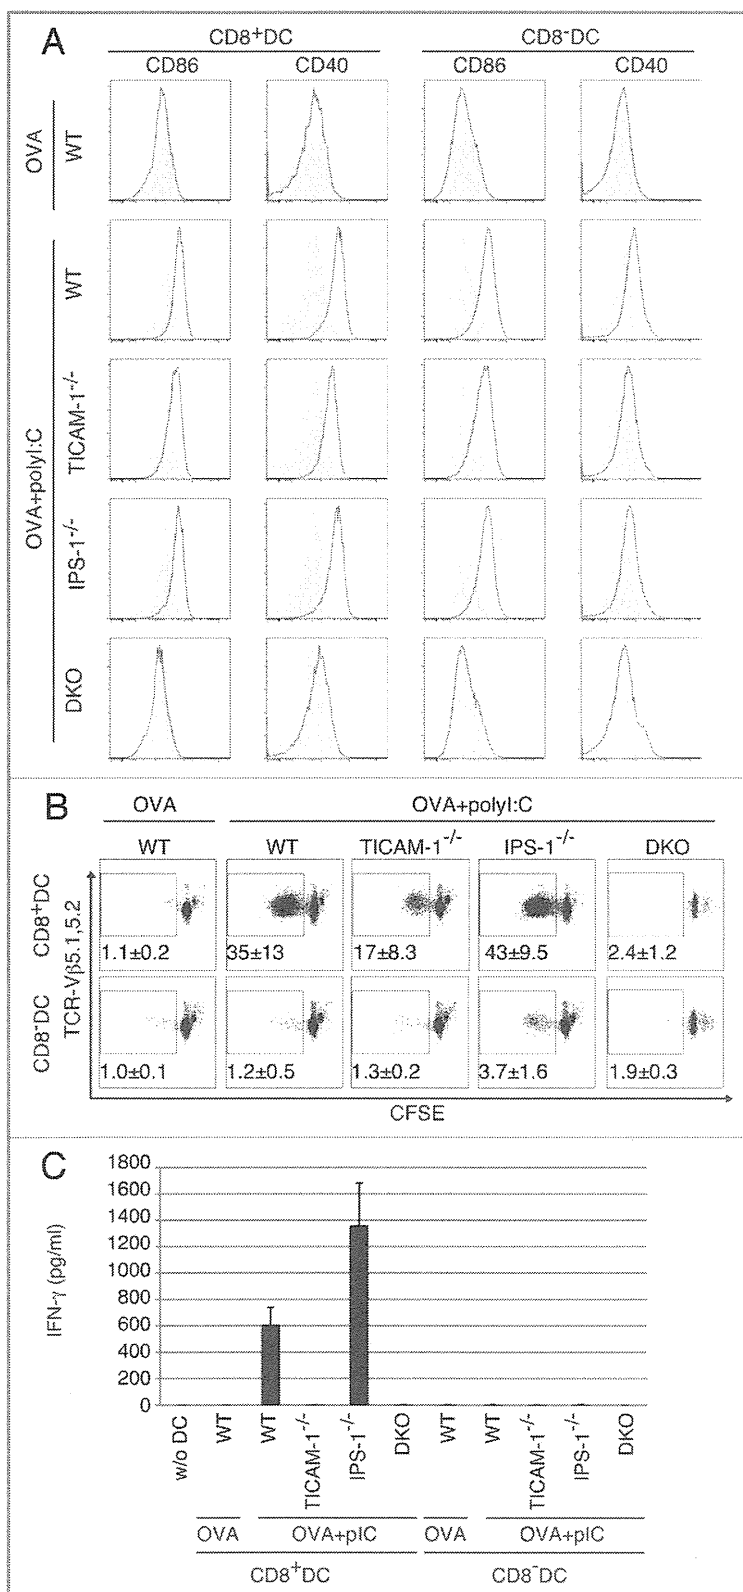 A
CD8⁺DC CD8⁻DC
CD86 CD40 CD86 CD40
OVA WT
OVA+polyI:C
WT
TICAM-1⁻/⁻
IPS-1⁻/⁻
DKO
B
OVA OVA+polyI:C
WT WT TICAM-1⁻/⁻ IPS-1⁻/⁻ DKO
TCR-Vβ5.1,5.2
CD8⁺DC
1.1±0.2 35±13 17±8.3 43±9.5 2.4±1.2
CD8⁻DC
1.0±0.1 1.2±0.5 1.3±0.2 3.7±1.6 1.9±0.3
CFSE
C
IFN-γ (pg/ml)
1800
1600
1400
1200
1000
800
600
400
200
0
w/o DC WT WT TICAM-1⁻/⁻ IPS-1⁻/⁻ DKO WT WT TICAM-1⁻/⁻ IPS-1⁻/⁻ DKO
OVA OVA+pIC OVA OVA+pIC
CD8⁺DC CD8⁻DC